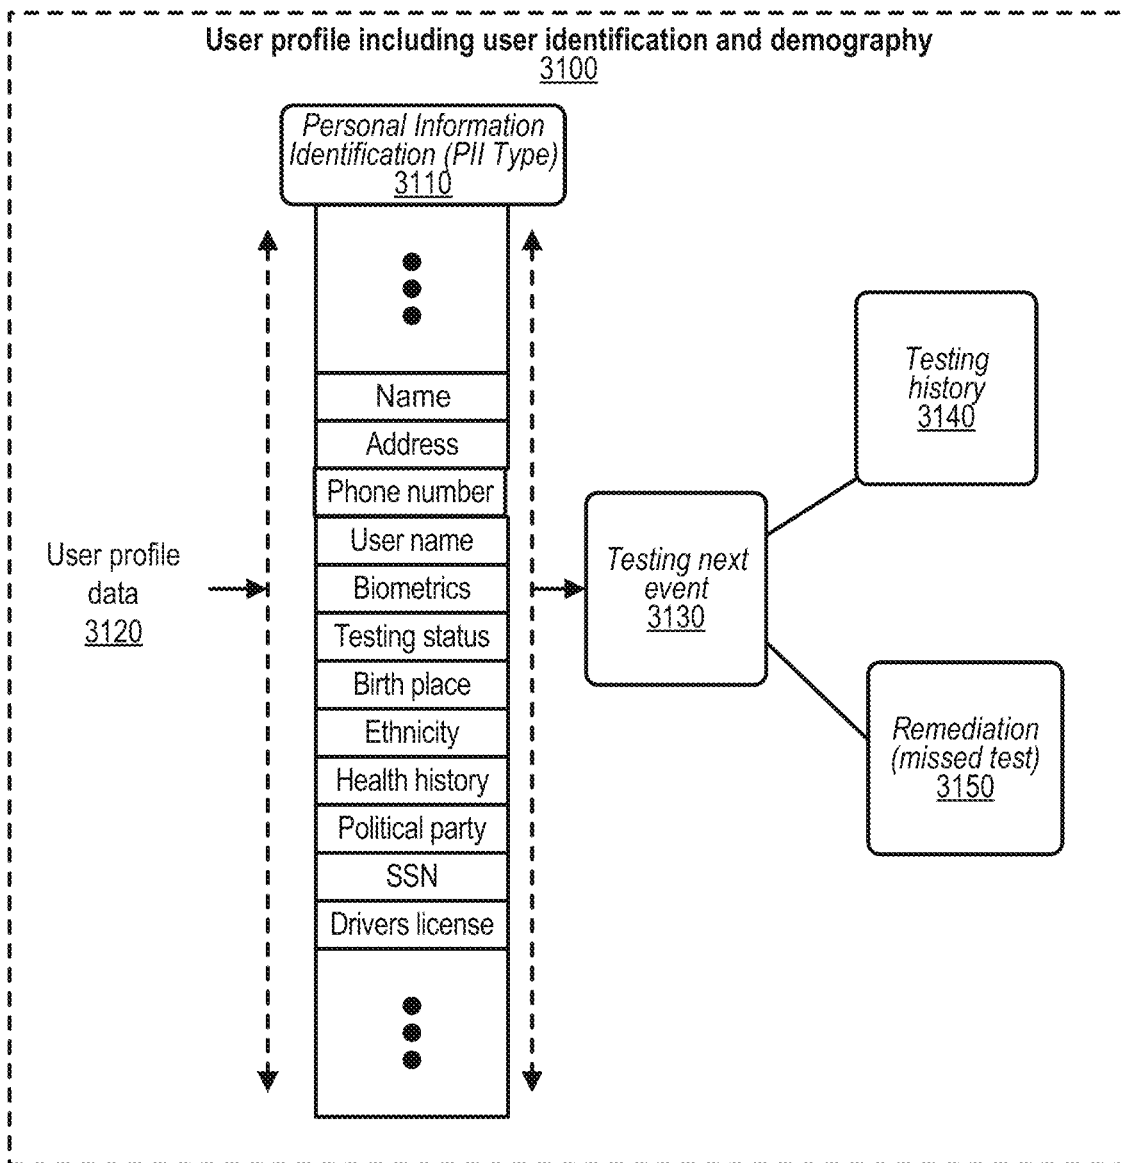 User profile including user identification and demography
3100
Personal Information
Identification (PII Type)
3110
Name
Address
Phone number
User name
Biometrics
Testing status
Birth place
Ethnicity
Health history
Political party
SSN
Drivers license
User profile
data
3120
Testing next
event
3130
Testing
history
3140
Remediation
(missed test)
3150